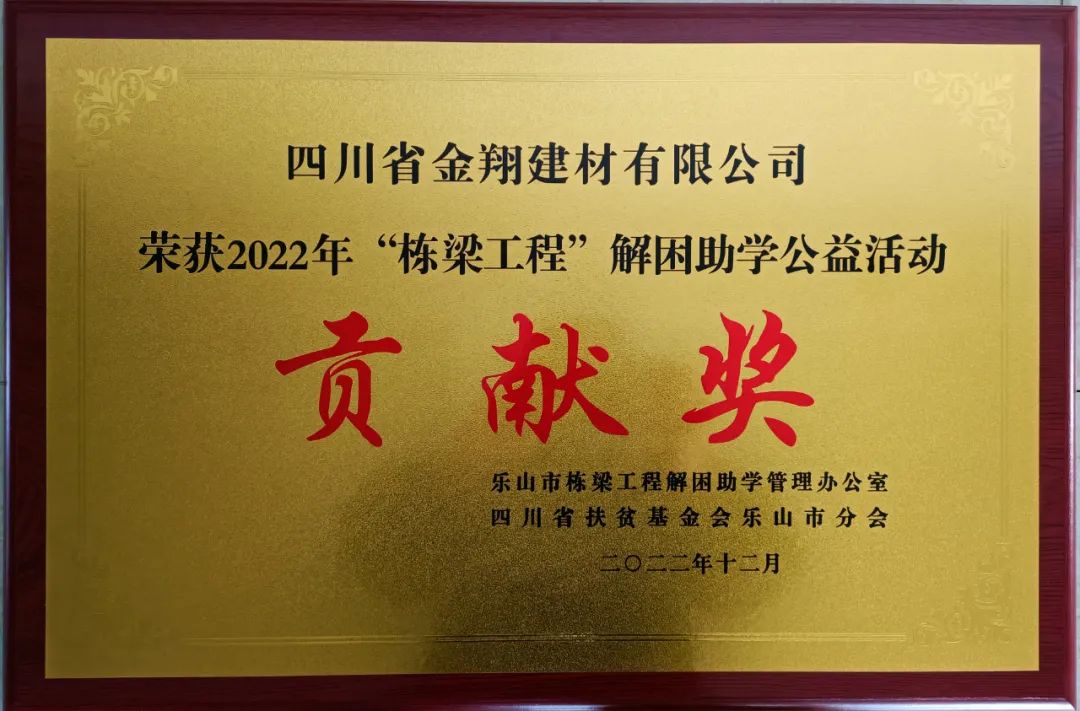 四川省金翔建材有限公司
荣获2022年“栋梁工程”解困助学公益活动
贡献奖
乐山市栋梁工程解困助学管理办公室
四川省扶贫基金会乐山市分会
二〇二二年十二月